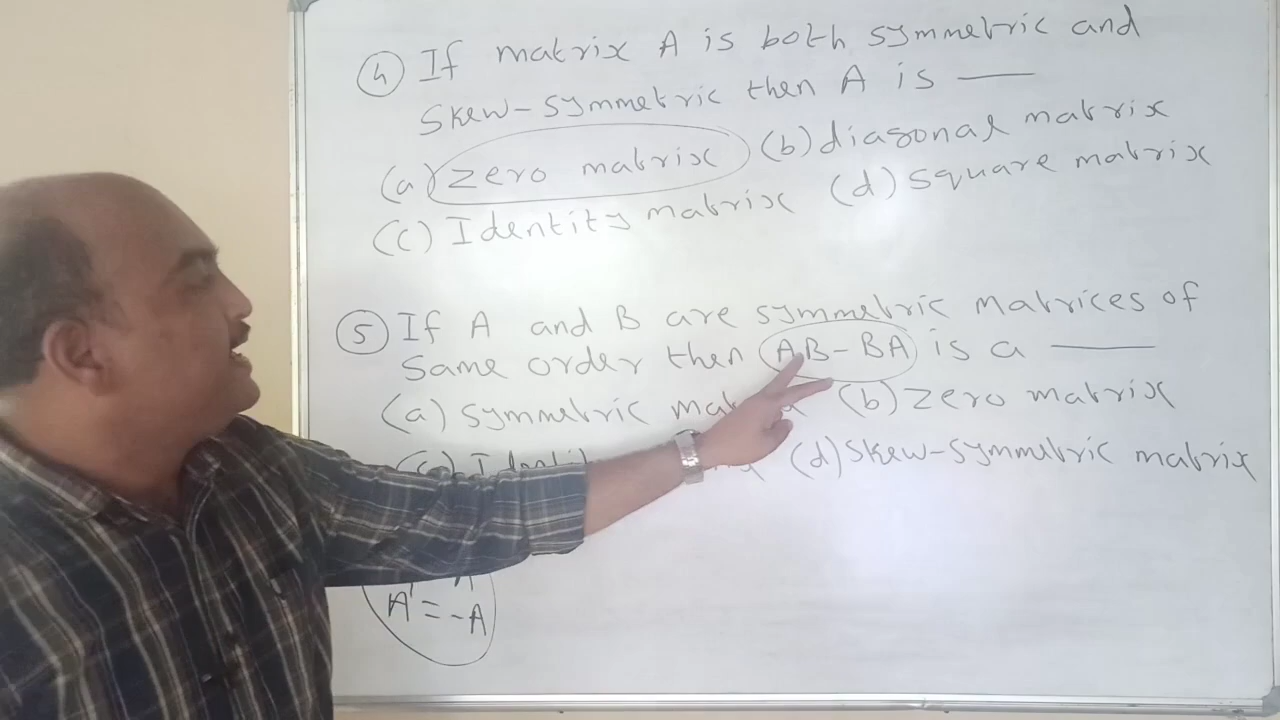 (4) If matrix A is both symmetric and
skew-symmetric then A is ____
(a) zero matrix (b) diagonal matrix
(c) Identity matrix (d) square matrix
(5) If A and B are symmetric matrices of
same order then AB-BA is a ____
(a) symmetric (b) zero matrix
(c) (d) skew-symmetric matrix
A' = -A